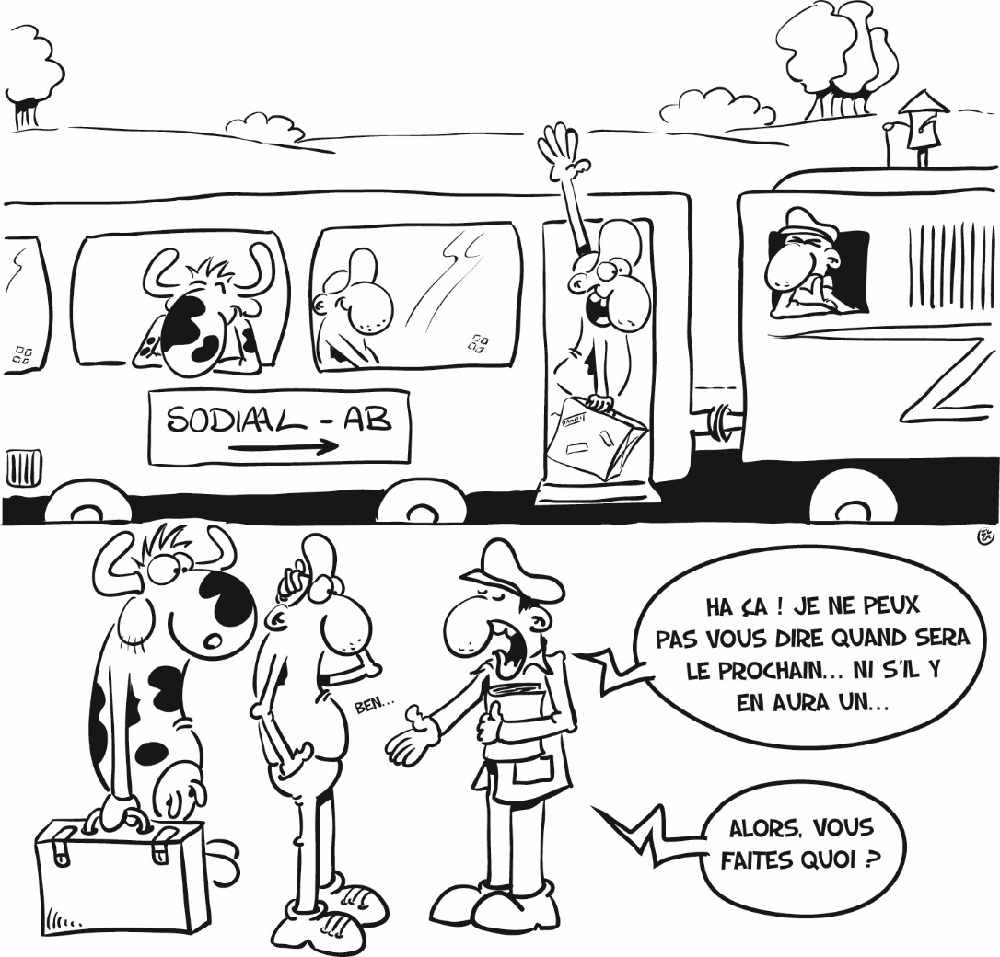 SODIAAL - AB
BEN...
HA ÇA ! JE NE PEUX
PAS VOUS DIRE QUAND SERA
LE PROCHAIN... NI S'IL Y
EN AURA UN...
ALORS, VOUS
FAITES QUOI ?